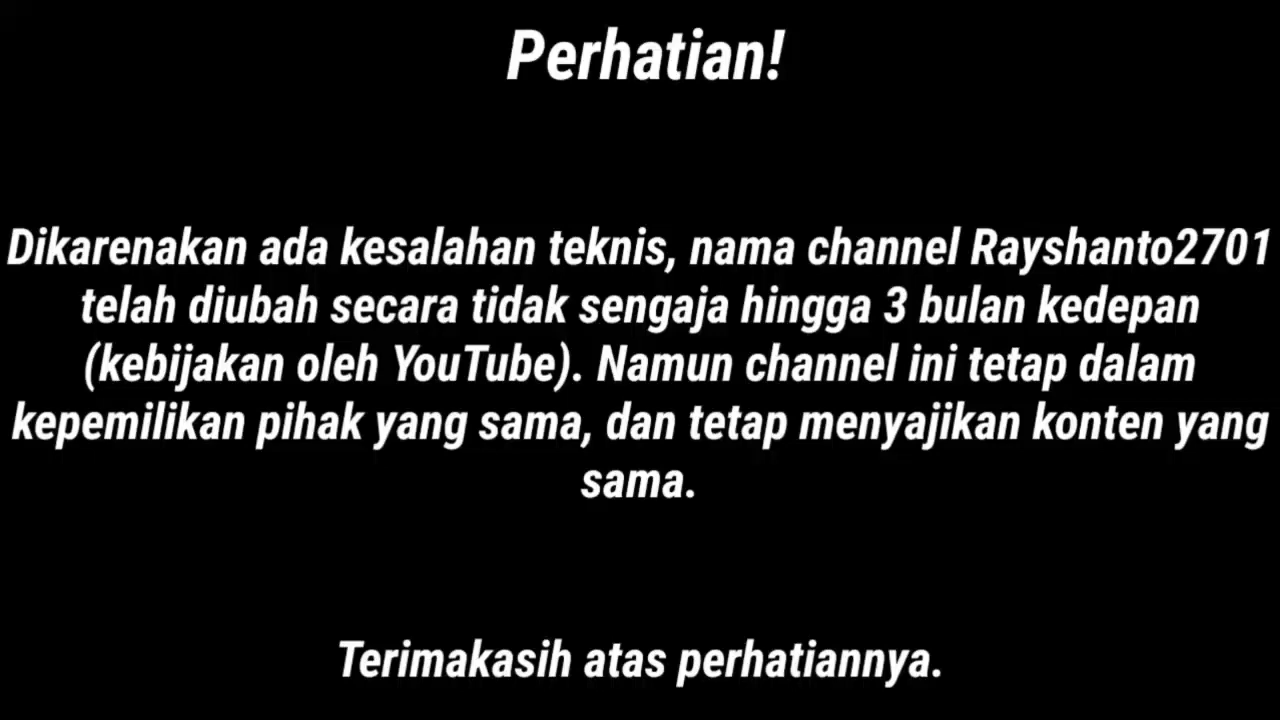 Perhatian!
Dikarenakan ada kesalahan teknis, nama channel Rayshanto2701
telah diubah secara tidak sengaja hingga 3 bulan kedepan
(kebijakan oleh YouTube). Namun channel ini tetap dalam
kepemilikan pihak yang sama, dan tetap menyajikan konten yang
sama.
Terimakasih atas perhatiannya.